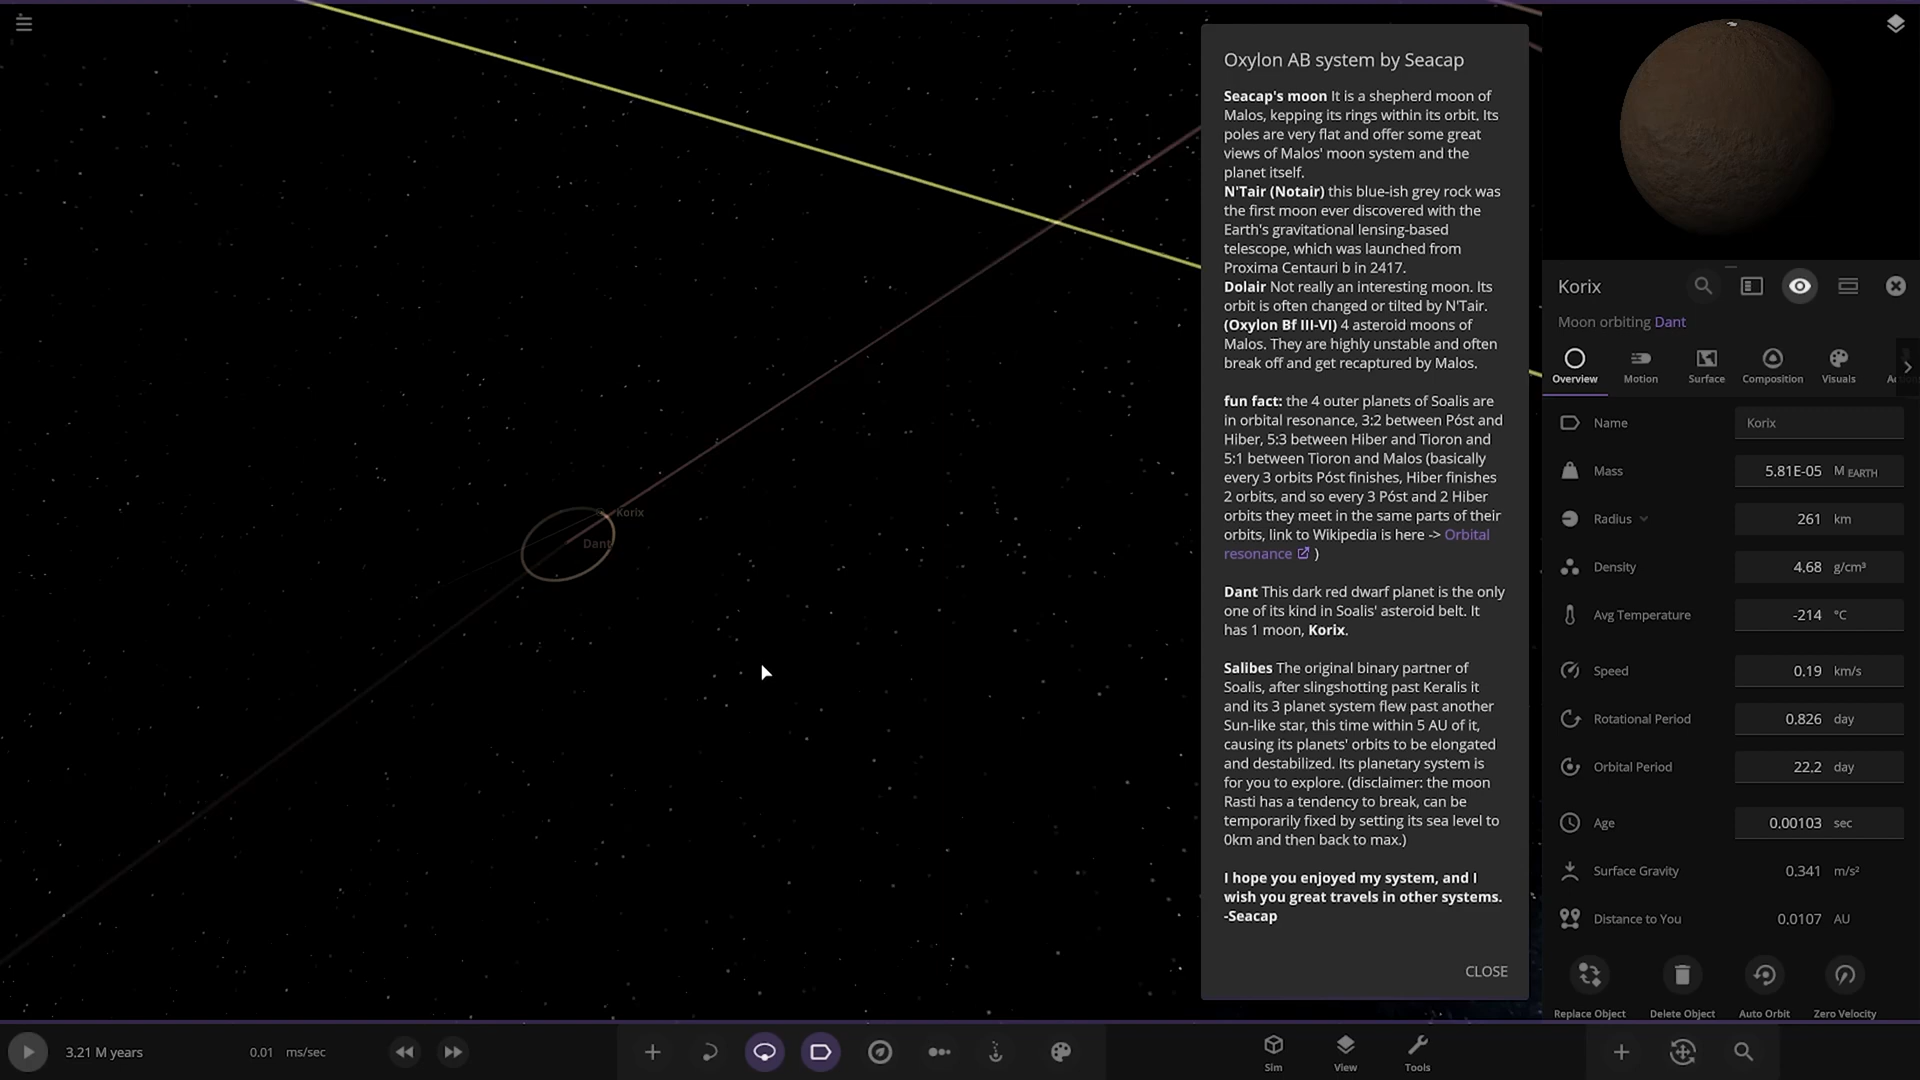 Oxylon AB system by Seacap
Seacap's moon It is a shepherd moon of
Malos, kepping its rings within its orbit. Its
poles are very flat and offer some great
views of Malos' moon system and the
planet itself.
N'Tair (Notair) this blue-ish grey rock was
the first moon ever discovered with the
Earth's gravitational lensing-based
telescope, which was launched from
Proxima Centauri b in 2417.
Dolair Not really an interesting moon. Its
orbit is often changed or tilted by N'Tair.
(Oxylon Bf III-VI) 4 asteroid moons of
Malos. They are highly unstable and often
break off and get recaptured by Malos.
fun fact: the 4 outer planets of Soalis are
in orbital resonance, 3:2 between Póst and
Hiber, 5:3 between Hiber and Tioron and
5:1 between Tioron and Malos (basically
every 3 orbits Póst finishes, Hiber finishes
2 orbits, and so every 3 Póst and 2 Hiber
orbits they meet in the same parts of their
orbits, link to Wikipedia is here -> Orbital
resonance )
Dant This dark red dwarf planet is the only
one of its kind in Soalis' asteroid belt. It
has 1 moon, Korix.
Salibes The original binary partner of
Soalis, after slingshotting past Keralis it
and its 3 planet system flew past another
Sun-like star, this time within 5 AU of it,
causing its planets' orbits to be elongated
and destabilized. Its planetary system is
for you to explore. (disclaimer: the moon
Rasti has a tendency to break, can be
temporarily fixed by setting its sea level to
0km and then back to max.)
I hope you enjoyed my system, and I
wish you great travels in other systems.
-Seacap
CLOSE
Korix
Dant
Korix
Moon orbiting Dant
Overview Motion Surface Composition Visuals
Name Korix
Mass 5.81E-05 M EARTH
Radius 261 km
Density 4.68 g/cm³
Avg Temperature -214 °C
Speed 0.19 km/s
Rotational Period 0.826 day
Orbital Period 22.2 day
Age 0.00103 sec
Surface Gravity 0.341 m/s²
Distance to You 0.0107 AU
Replace Object Delete Object Auto Orbit Zero Velocity
3.21 M years 0.01 ms/sec
Sim View Tools